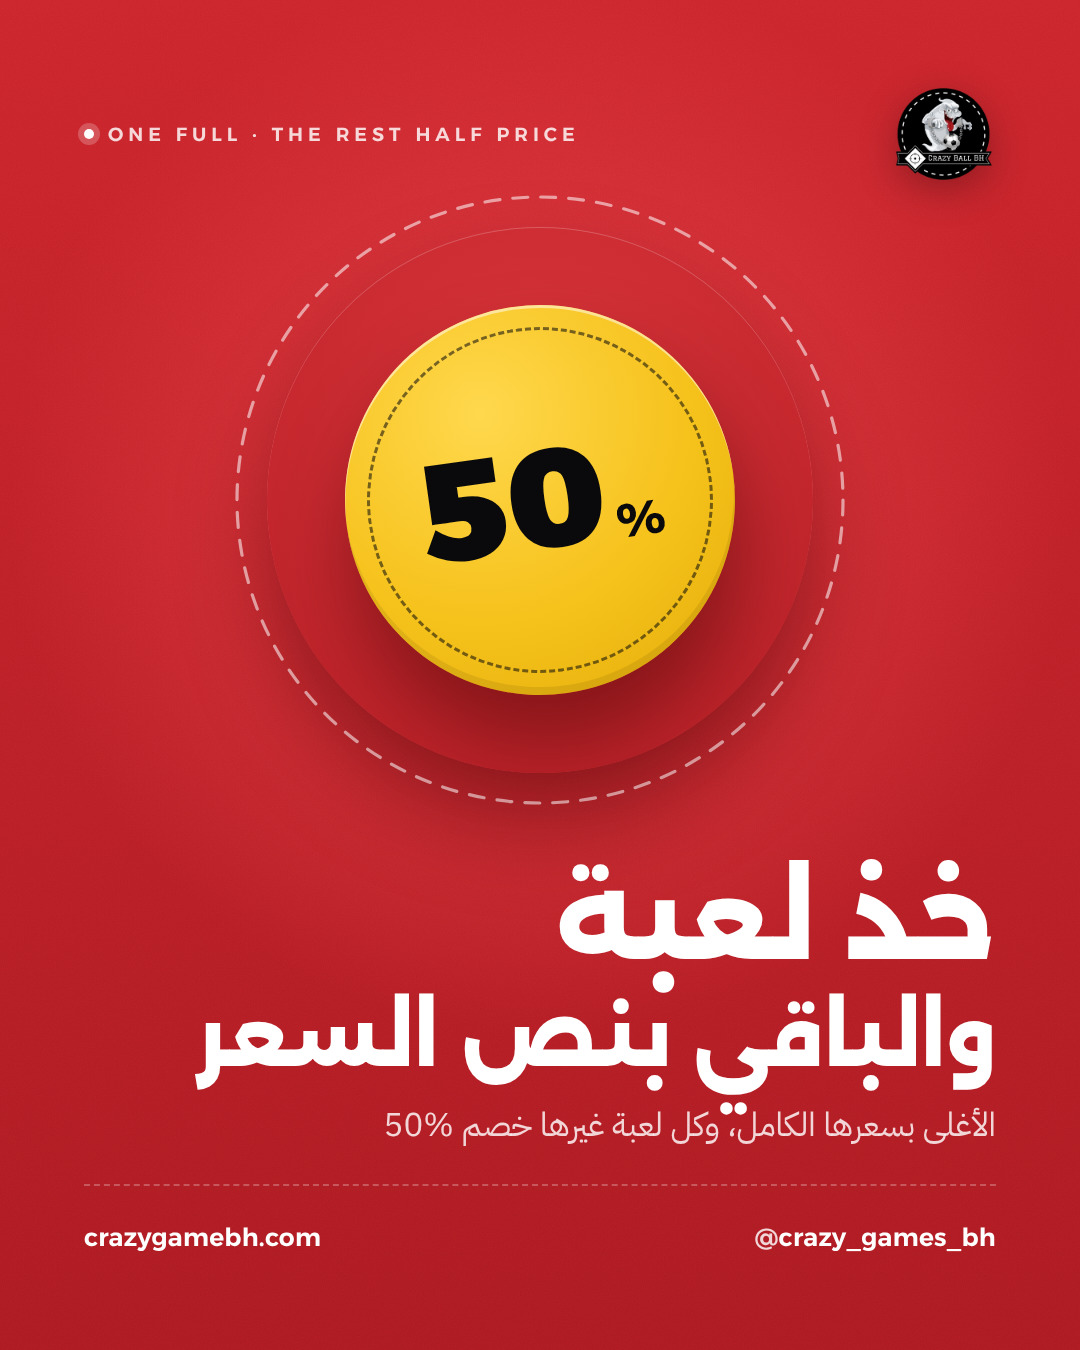 ONE FULL · THE REST HALF PRICE
CRAZY BALL BH
50%
خذ لعبة
والباقي بنص السعر
الأغلى بسعرها الكامل، وكل لعبة غيرها خصم 50%
crazygamebh.com
@crazy_games_bh